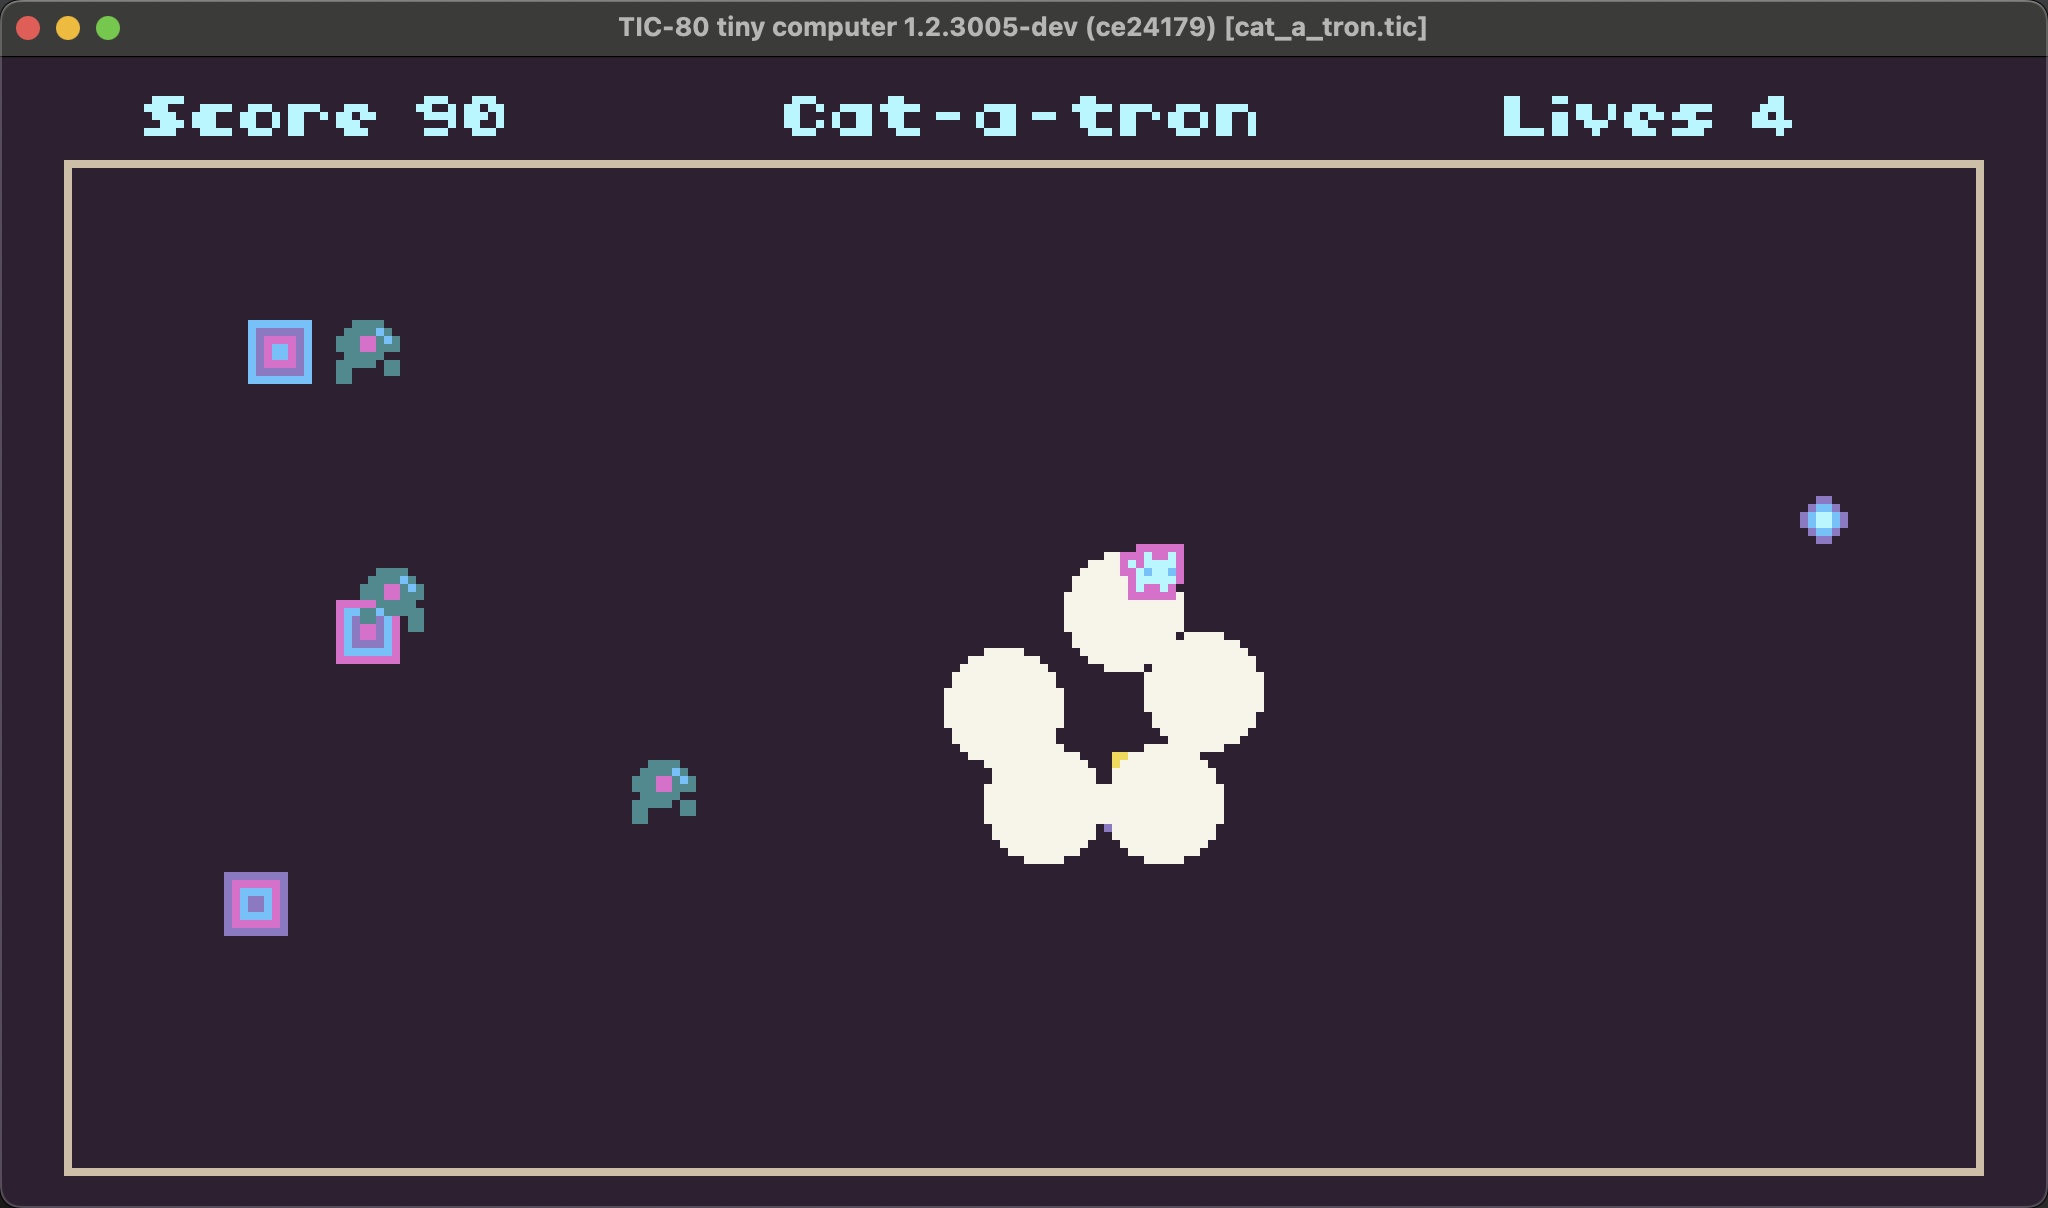 TIC-80 tiny computer 1.2.3005-dev (ce24179) [cat_a_tron.tic]
Score 90 Cat-a-tron Lives 4